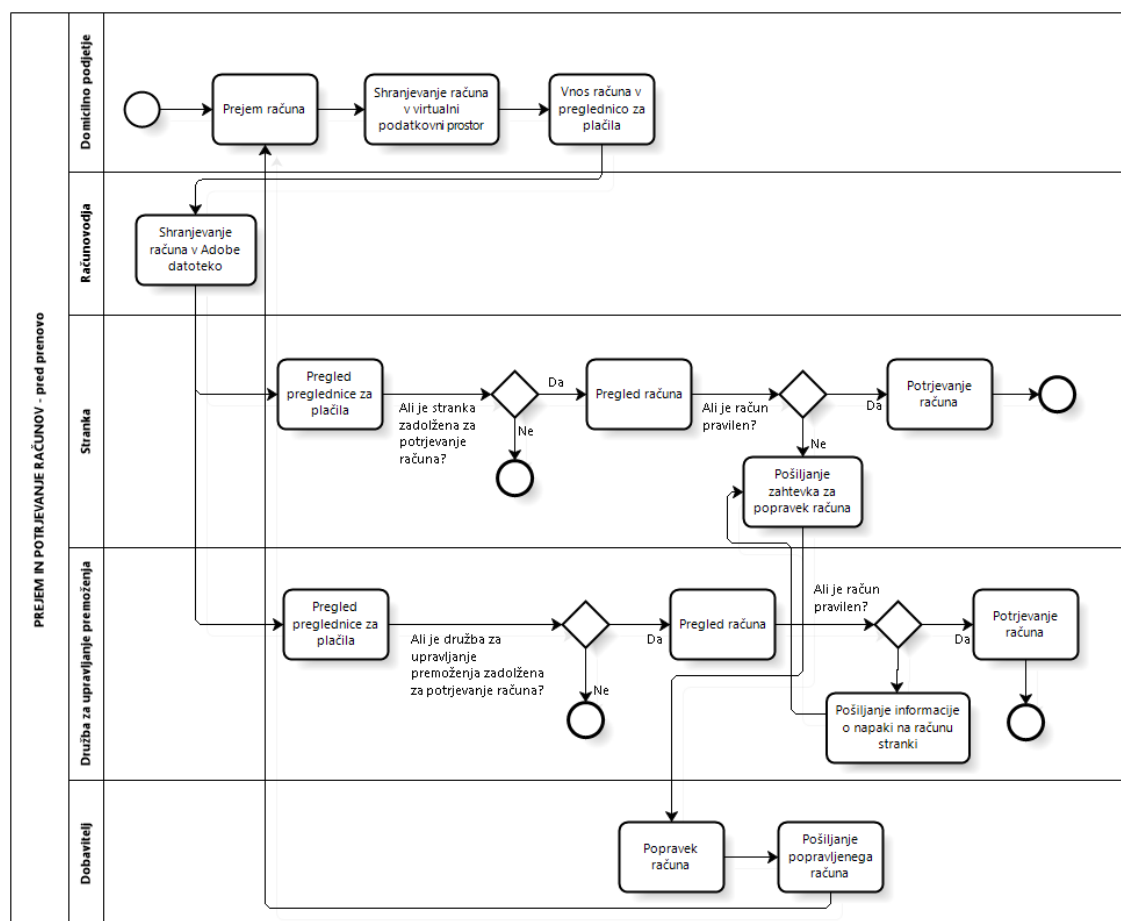 PREJEM IN POTRJEVANJE RAČUNOV - pred prenovo
Domicilno podjetje
Prejem računa
Shranjevanje računa
v virtualni
podatkovni prostor
Vnos računa v
preglednico za
plačila
Računovodja
Shranjevanje
računa v Adobe
datoteko
Stranka
Pregled
preglednice za
plačila
Ali je stranka
zadolžena za
potrjevanje
računa?
Da
Ne
Pregled računa
Ali je račun
pravilen?
Da
Ne
Potrjevanje
računa
Pošiljanje
zahtevka za
popravek računa
Družba za upravljanje premoženja
Pregled
preglednice za
plačila
Ali je družba za
upravljanje
premoženja zadolžena
za potrjevanje računa?
Da
Ne
Pregled računa
Ali je račun
pravilen?
Da
Potrjevanje
računa
Pošiljanje informacije
o napaki na računu
stranki
Dobavitelj
Popravek
računa
Pošiljanje
popravljenega
računa